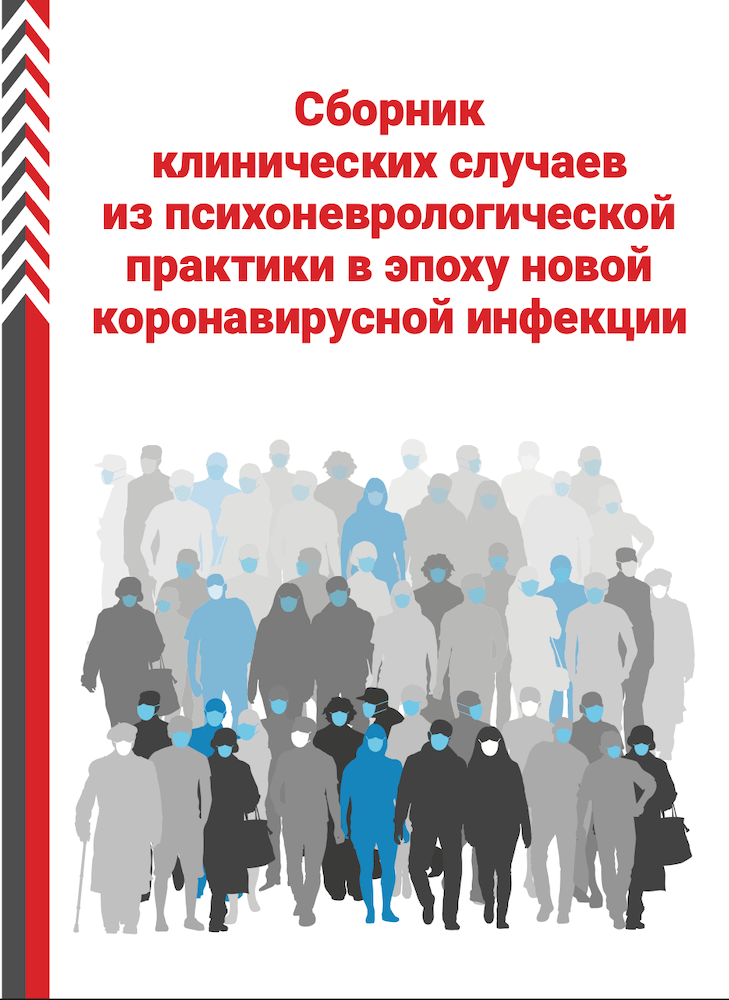 Сборник
клинических случаев
из психоневрологической
практики в эпоху новой
коронавирусной инфекции